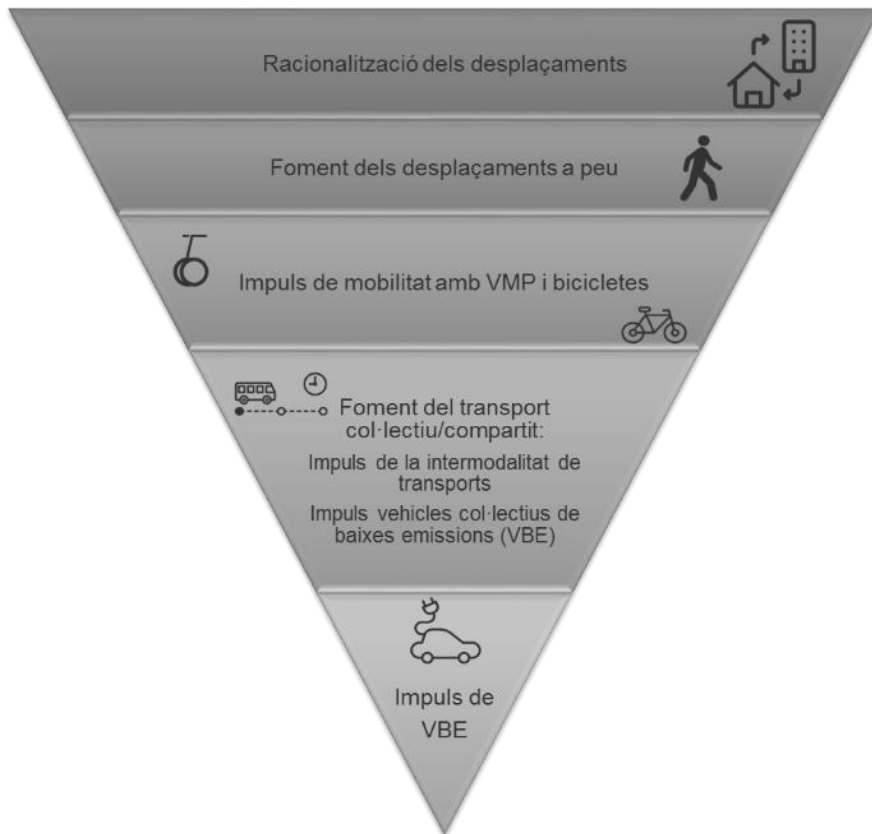 Racionalització dels desplaçaments
Foment dels desplaçaments a peu
Impuls de mobilitat amb VMP i bicicletes
Foment del transport
col·lectiu/compartit:
Impuls de la intermodalitat de
transports
Impuls vehicles col·lectius de
baixes emissions (VBE)
Impuls de
VBE